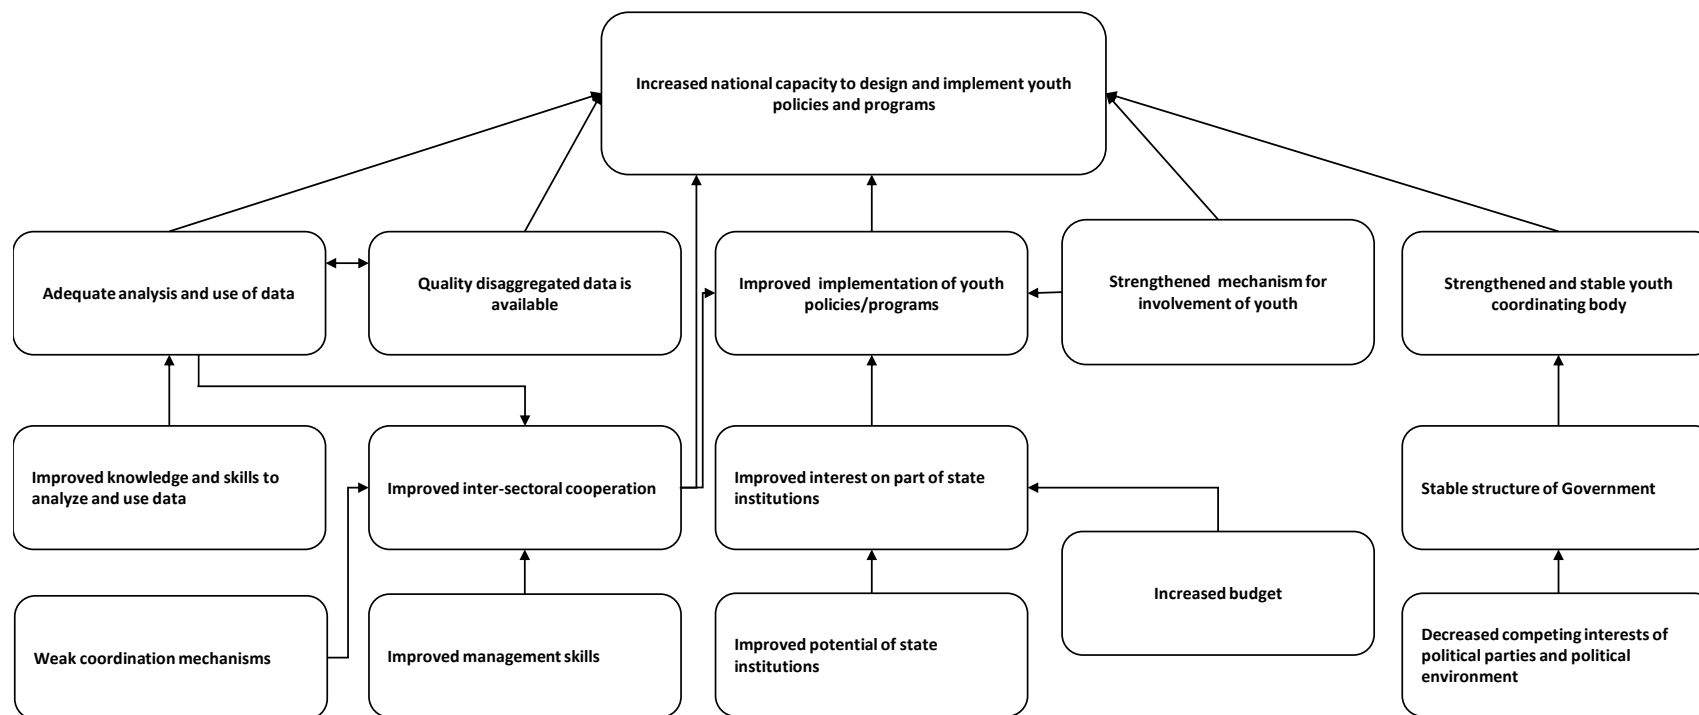 Increased national capacity to design and implement youth
policies and programs
Adequate analysis and use of data
Quality disaggregated data is
available
Improved  implementation of youth
policies/programs
Strengthened  mechanism for
involvement of youth
Strengthened and stable youth
coordinating body
Improved knowledge and skills to
analyze and use data
Improved inter-sectoral cooperation
Improved interest on part of state
institutions
Stable structure of Government
Increased budget
Weak coordination mechanisms
Improved management skills
Improved potential of state
institutions
Decreased competing interests of
political parties and political
environment